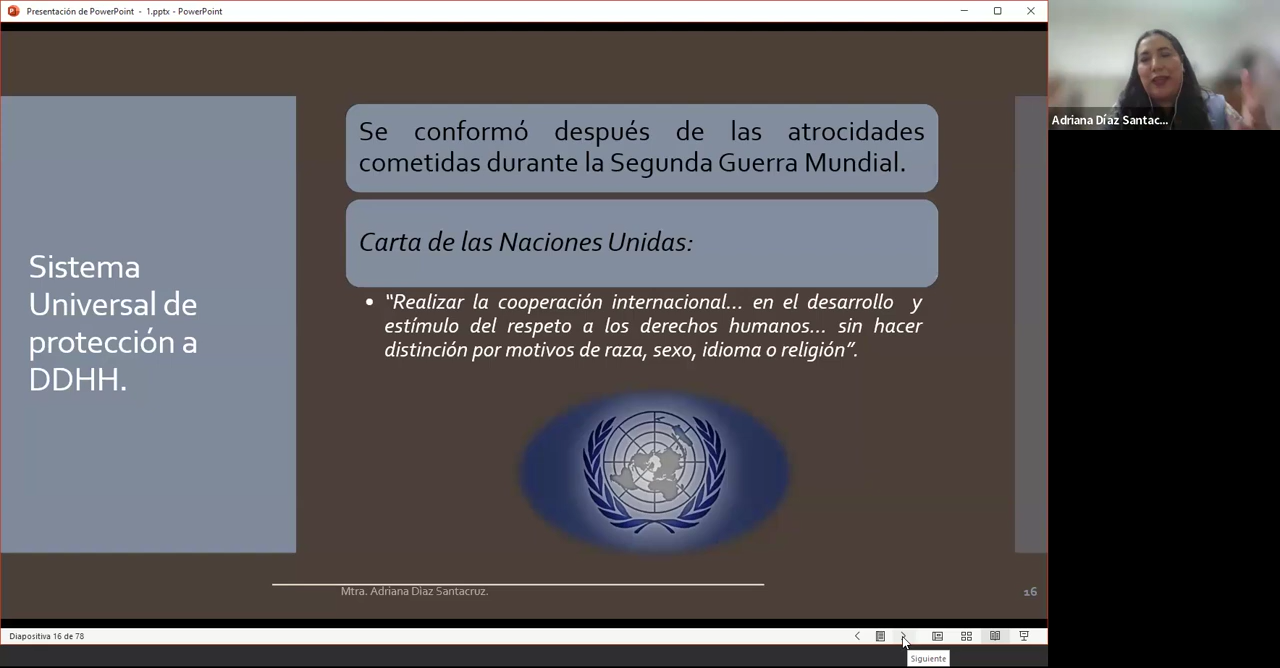 Presentación de PowerPoint - 1.pptx - PowerPoint
Adriana Díaz Santac...
Sistema
Universal de
protección a
DDHH.
Se conformó después de las atrocidades
cometidas durante la Segunda Guerra Mundial.
Carta de las Naciones Unidas:
• “Realizar la cooperación internacional... en el desarrollo y
estímulo del respeto a los derechos humanos... sin hacer
distinción por motivos de raza, sexo, idioma o religión”.
Mtra. Adriana Dìaz Santacruz.
16
Diapositiva 16 de 78
Siguiente